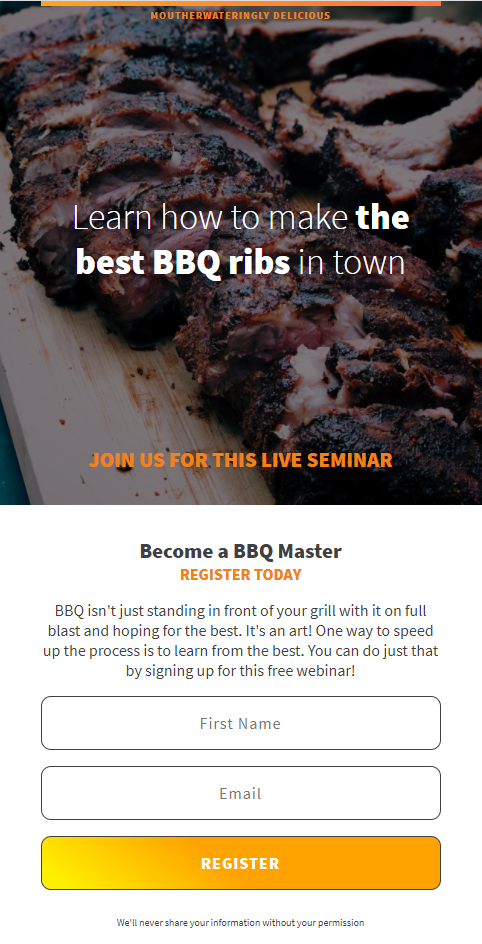 MOUTHERWATERINGLY DELICIOUS
Learn how to make the
best BBQ ribs in town
JOIN US FOR THIS LIVE SEMINAR
Become a BBQ Master
REGISTER TODAY
BBQ isn't just standing in front of your grill with it on full
blast and hoping for the best. It's an art! One way to speed
up the process is to learn from the best. You can do just that
by signing up for this free webinar!
First Name
Email
REGISTER
We'll never share your information without your permission